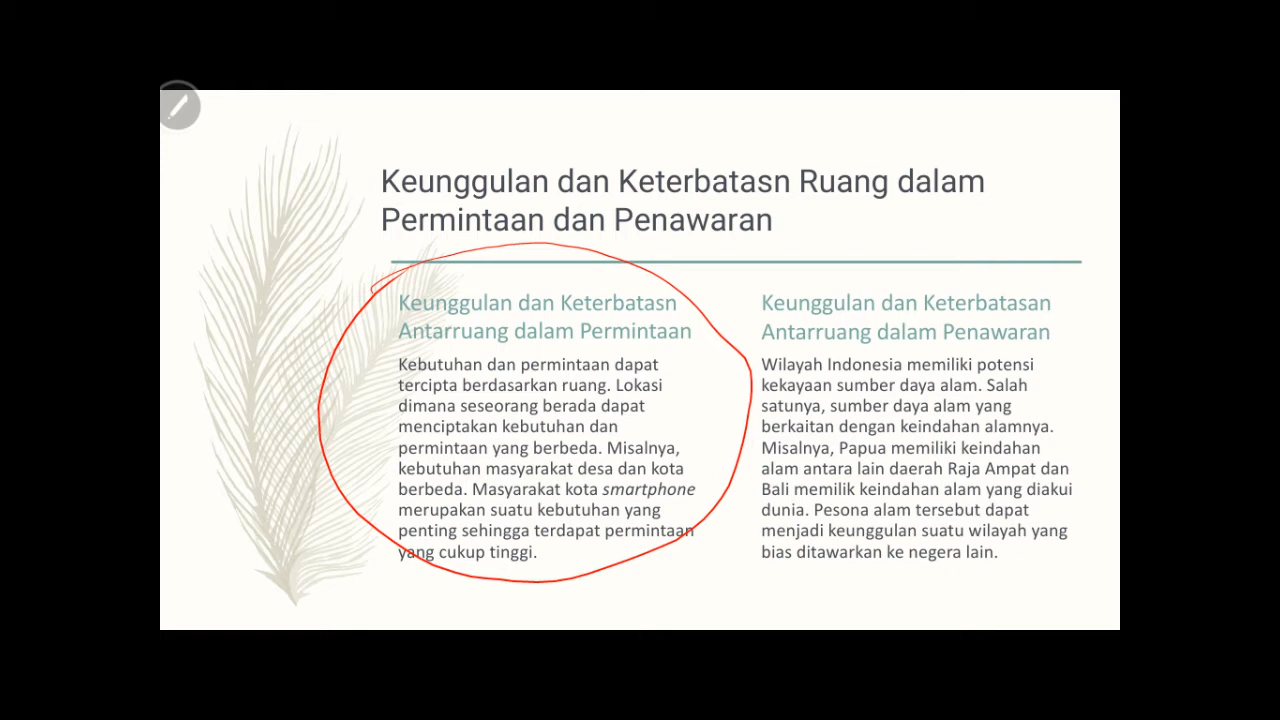 Keunggulan dan Keterbatasn Ruang dalam
Permintaan dan Penawaran
Keunggulan dan Keterbatasn
Antarruang dalam Permintaan
Kebutuhan dan permintaan dapat
tercipta berdasarkan ruang. Lokasi
dimana seseorang berada dapat
menciptakan kebutuhan dan
permintaan yang berbeda. Misalnya,
kebutuhan masyarakat desa dan kota
berbeda. Masyarakat kota smartphone
merupakan suatu kebutuhan yang
penting sehingga terdapat permintaan
yang cukup tinggi.
Keunggulan dan Keterbatasan
Antarruang dalam Penawaran
Wilayah Indonesia memiliki potensi
kekayaan sumber daya alam. Salah
satunya, sumber daya alam yang
berkaitan dengan keindahan alamnya.
Misalnya, Papua memiliki keindahan
alam antara lain daerah Raja Ampat dan
Bali memilik keindahan alam yang diakui
dunia. Pesona alam tersebut dapat
menjadi keunggulan suatu wilayah yang
bias ditawarkan ke negera lain.